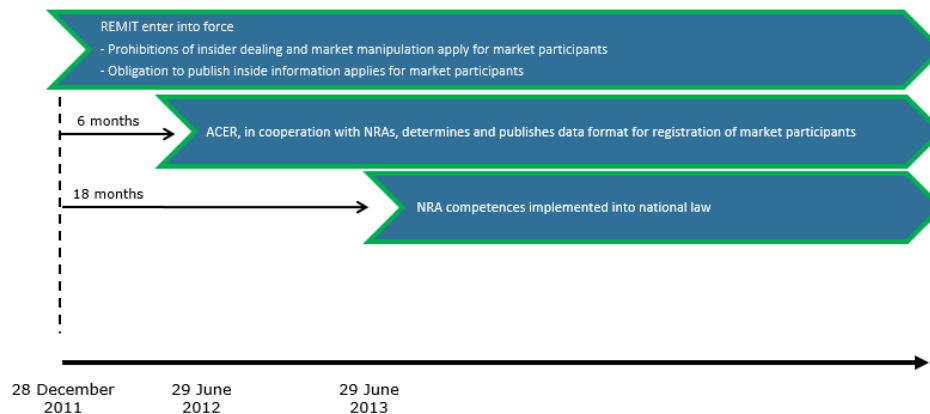 REMIT enter into force
- Prohibitions of insider dealing and market manipulation apply for market participants
- Obligation to publish inside information applies for market participants
6 months
ACER, in cooperation with NRAs, determines and publishes data format for registration of market participants
18 months
NRA competences implemented into national law
28 December
2011
29 June
2012
29 June
2013